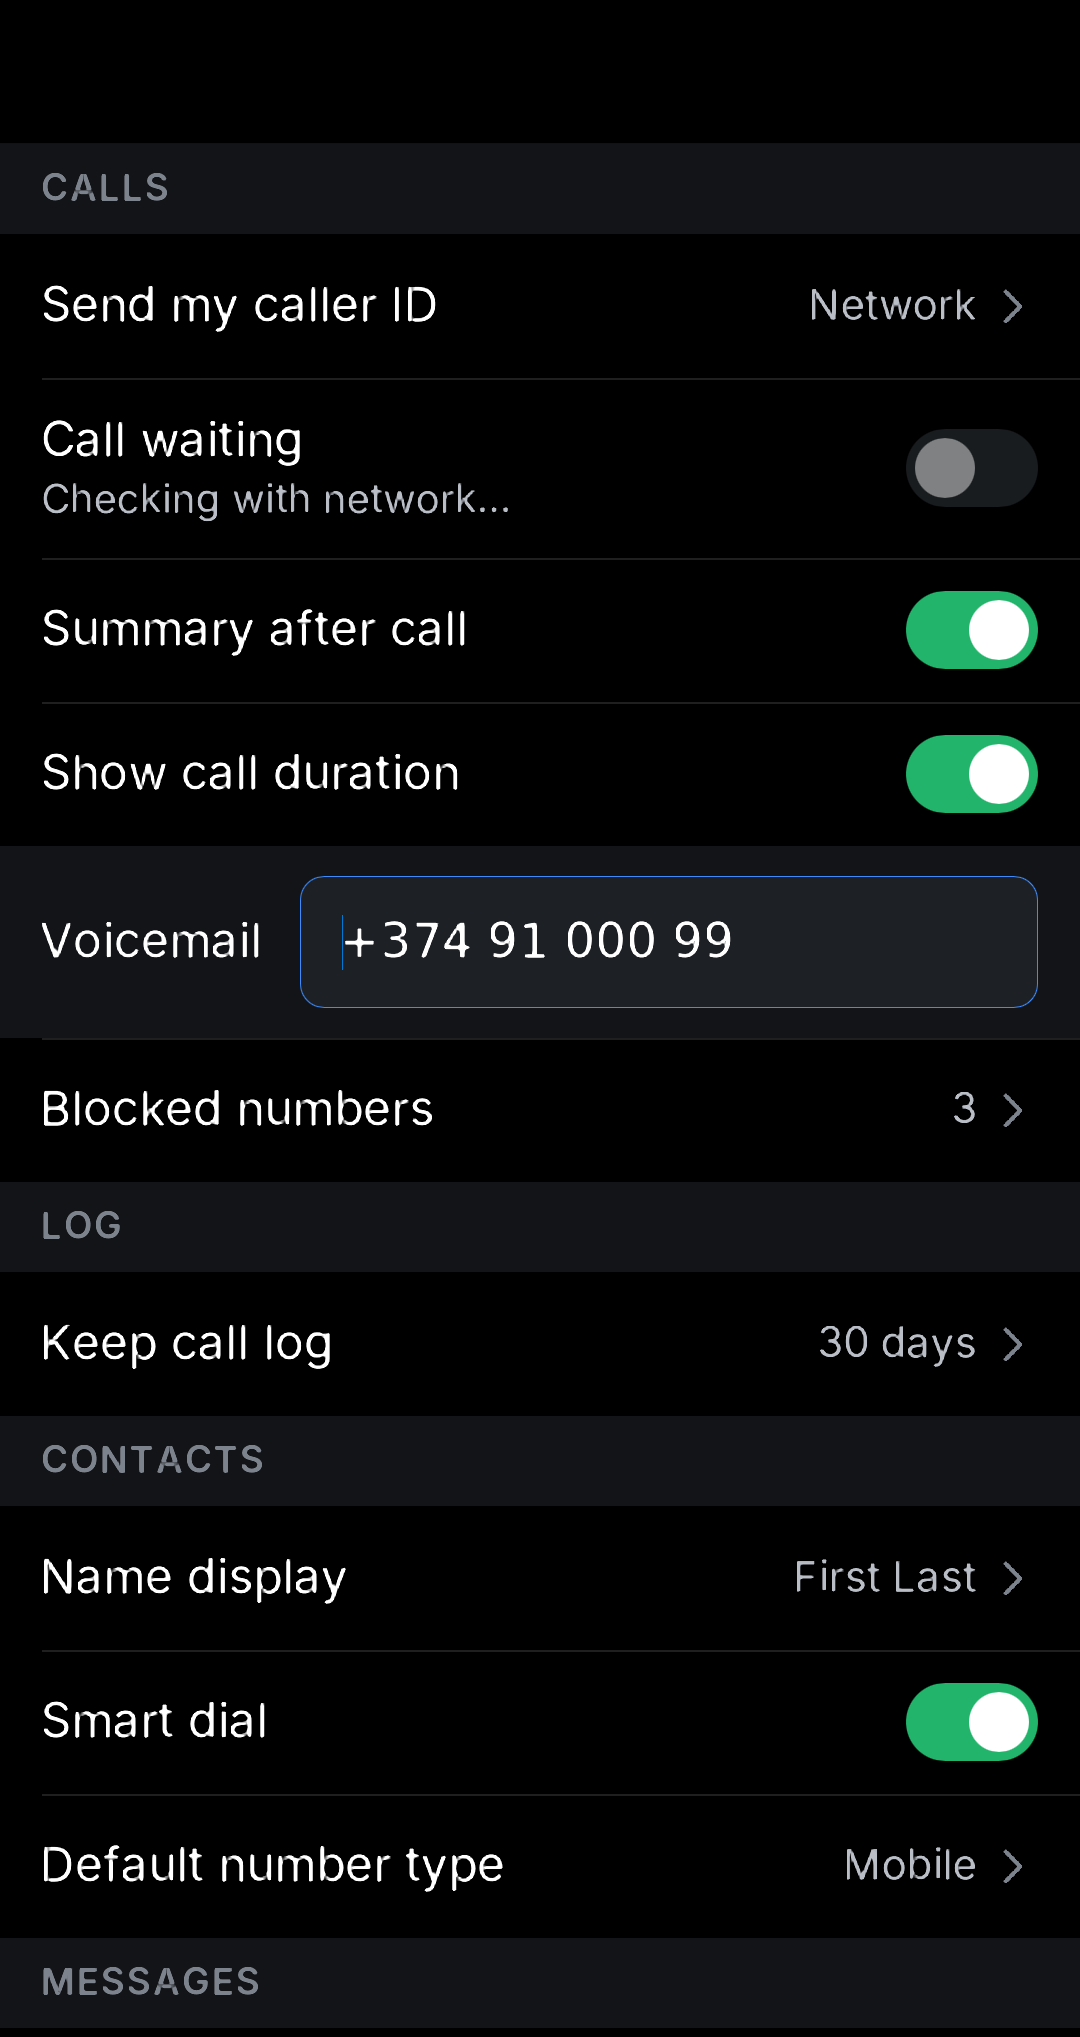 CALLS
Send my caller ID
Network
Call waiting
Checking with network...
Summary after call
Show call duration
Voicemail
+374 91 000 99
Blocked numbers
3
LOG
Keep call log
30 days
CONTACTS
Name display
First Last
Smart dial
Default number type
Mobile
MESSAGES